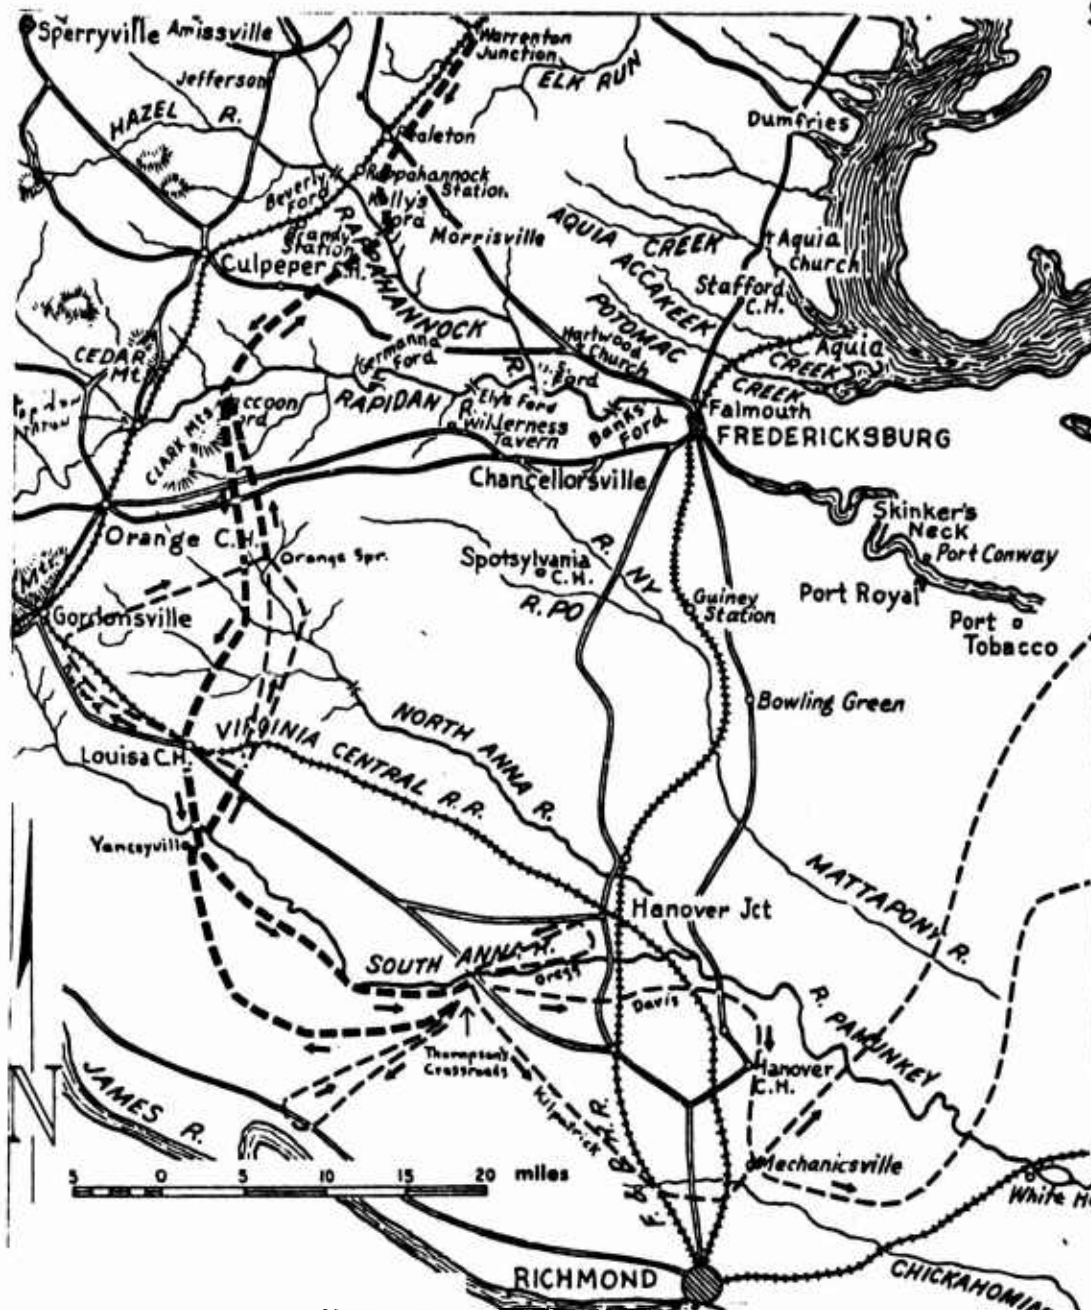 Sperryville
Amissville
Warrenton
Junction
ELK RUN
Jefferson
HAZEL R.
Dumfries
Rappahannock
Station
Beverly
Ford
Kelly's
Ford
Morrisville
AQUIA CREEK
Aquia
Church
Station
Culpeper C.H.
RAPPAHANNOCK
R.
ACCAKEEK
CREEK
Stafford
C.H.
POTOMAC
CREEK
Hartwood
Church
Aquia
CEDAR
Mt.
Germanna
Ford
Ford
RAPIDAN
R.
Ely's Ford
Wilderness
Tavern
Banks
Ford
Falmouth
FREDERICKSBURG
CLARK Mts
Chancellorsville
Orange C.H.
Skinker's
Neck
Port Conway
Orange Spr.
Spotsylvania
C.H.
R. NY
R. PO
Guiney
Station
Port Royal
Port
Tobacco
Mts.
Gordonsville
Bowling Green
NORTH ANNA R.
VIRGINIA CENTRAL R.R.
Louisa C.H.
Yanceyville
MATTAPONY R.
Hanover Jct
SOUTH ANNA R.
Gregg
Davis
R. PAMUNKEY
Thompson's
Crossroads
Hanover
C.H.
Kilpatrick
JAMES R.
N
R. F. & P. R.R.
Mechanicsville
5 0 5 10 15 20 miles
White H
RICHMOND
CHICKAHOMIN